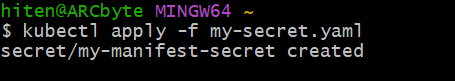 hiten@ARCbyte MINGW64 ~
$ kubectl apply -f my-secret.yaml
secret/my-manifest-secret created